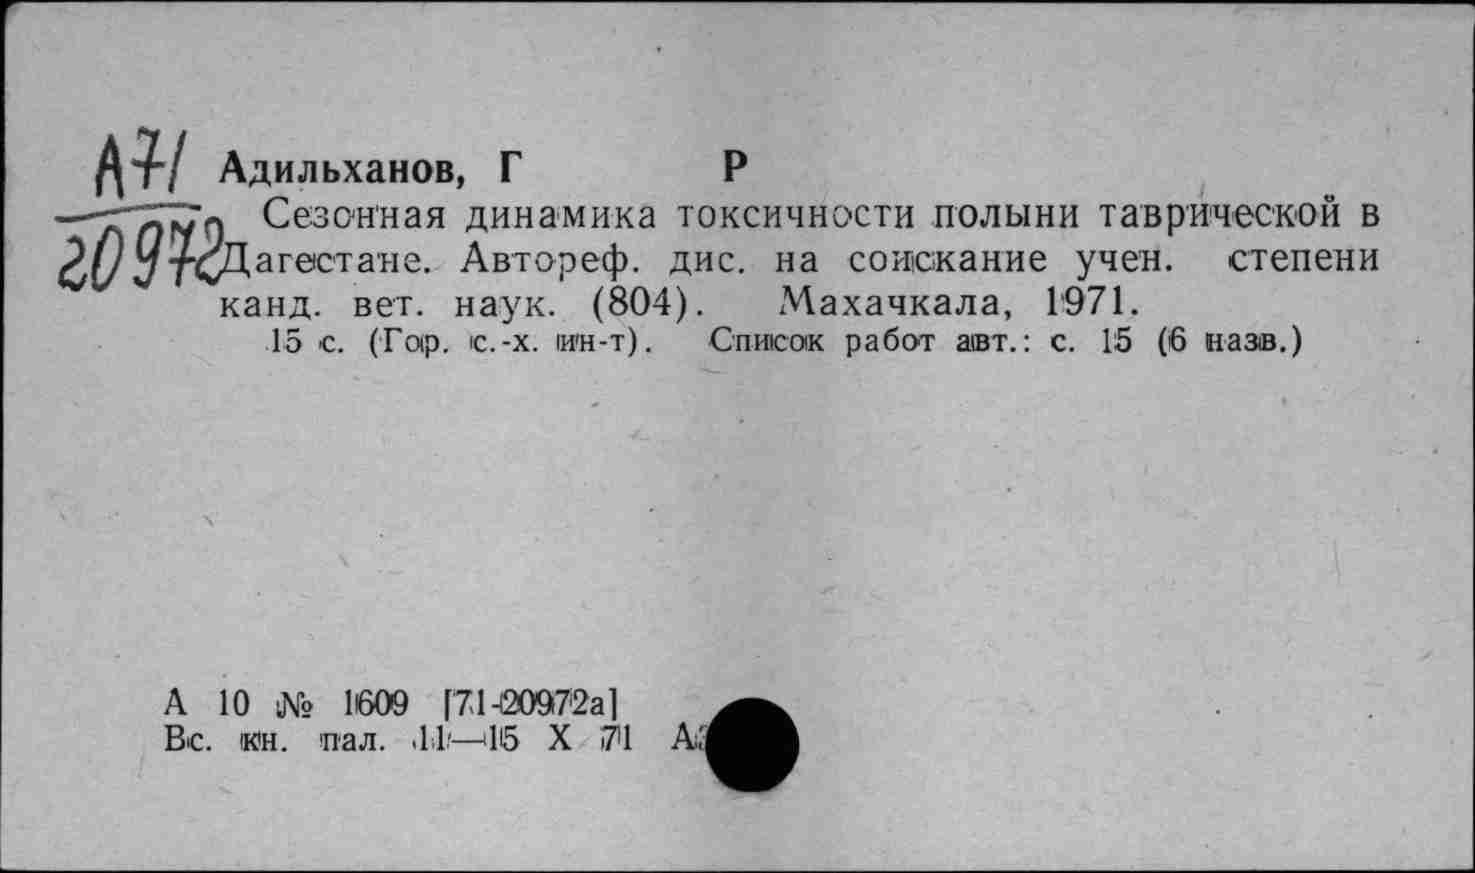 А71
20972
Адильханов, Г Р
Сезонная динамика токсичности полыни таврической в
Дагестане. Автореф. дис. на соискание учен. степени
канд. вет. наук. (804). Махачкала, 1971.
15 с. (Гор. с.-х. ин-т). Список работ авт.: с. 15 (6 назв.)
А 10 № 1609 [71-20972а]
Вс. кн. пал. 11—15 X 71